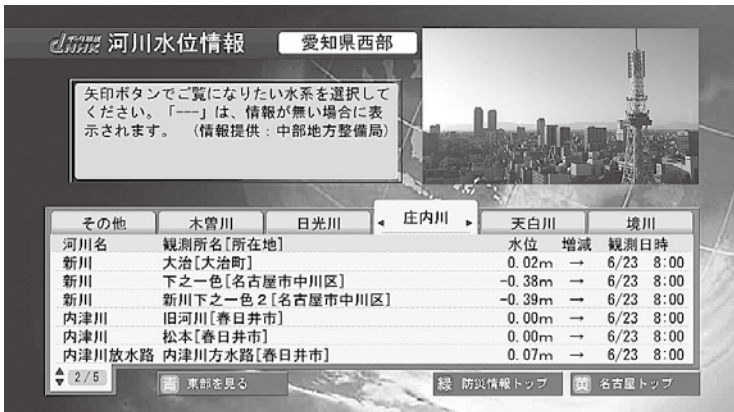 データ放送
dNHK 河川水位情報 愛知県西部
矢印ボタンでご覧になりたい水系を選択して
ください。「---」は、情報が無い場合に表
示されます。 （情報提供：中部地方整備局）
その他 木曽川 日光川 ◂ 庄内川 ▸ 天白川 境川
河川名 観測所名[所在地] 水位 増減 観測日時
新川 大治[大治町] 0.02m → 6/23 8:00
新川 下之一色[名古屋市中川区] -0.38m → 6/23 8:00
新川 新川下之一色2[名古屋市中川区] -0.39m → 6/23 8:00
内津川 旧河川[春日井市] 0.00m → 6/23 8:00
内津川 松本[春日井市] 0.00m → 6/23 8:00
内津川放水路 内津川方水路[春日井市] 0.07m → 6/23 8:00
2/5 青 東部を見る 緑 防災情報トップ 黄 名古屋トップ